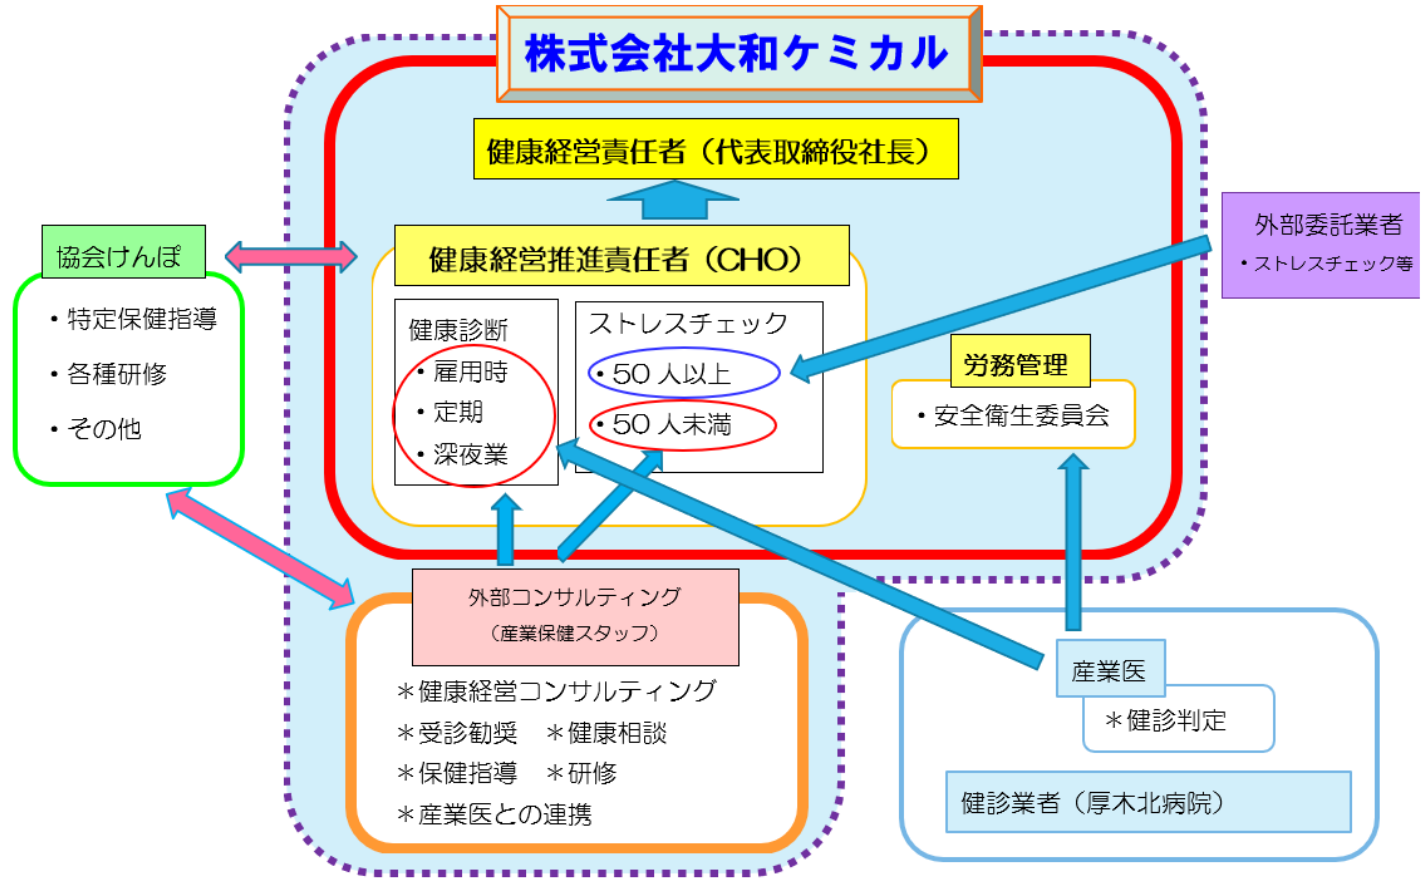 株式会社大和ケミカル
健康経営責任者（代表取締役社長）
健康経営推進責任者（CHO）
健康診断
・雇用時
・定期
・深夜業
ストレスチェック
・50 人以上
・50 人未満
労務管理
・安全衛生委員会
外部委託業者
・ストレスチェック等
協会けんぽ
・特定保健指導
・各種研修
・その他
外部コンサルティング
（産業保健スタッフ）
＊健康経営コンサルティング
＊受診勧奨　＊健康相談
＊保健指導　＊研修
＊産業医との連携
産業医
＊健診判定
健診業者（厚木北病院）